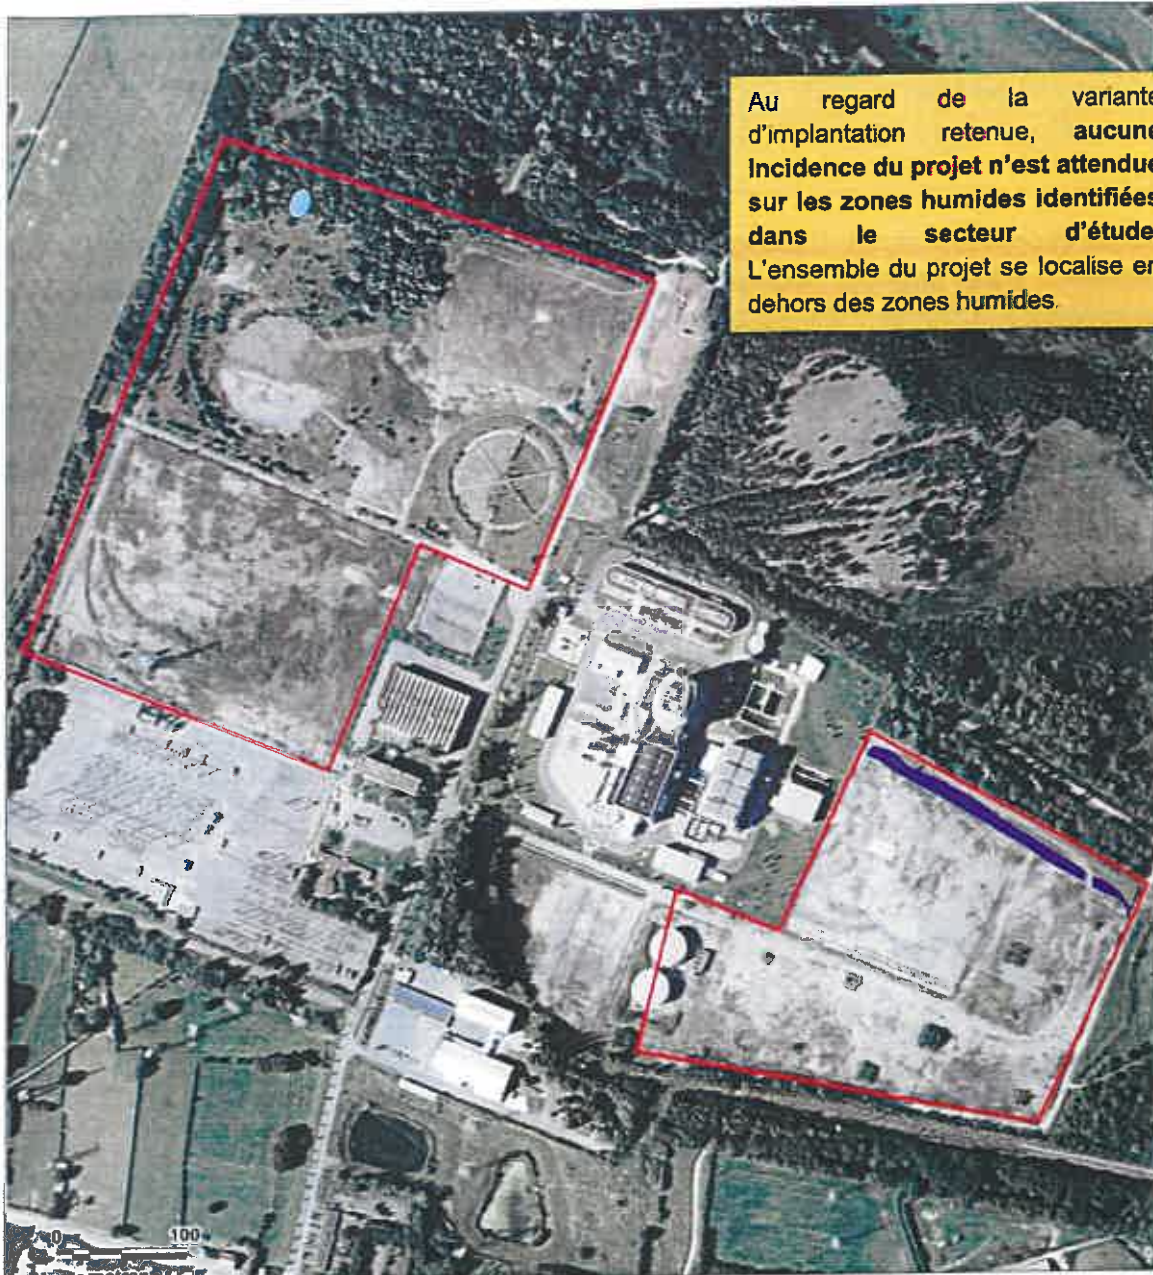 Au regard de la variante
d'implantation retenue, aucune
incidence du projet n'est attendue
sur les zones humides identifiées
dans le secteur d'étude
L'ensemble du projet se localise en
dehors des zones humides.
0 100